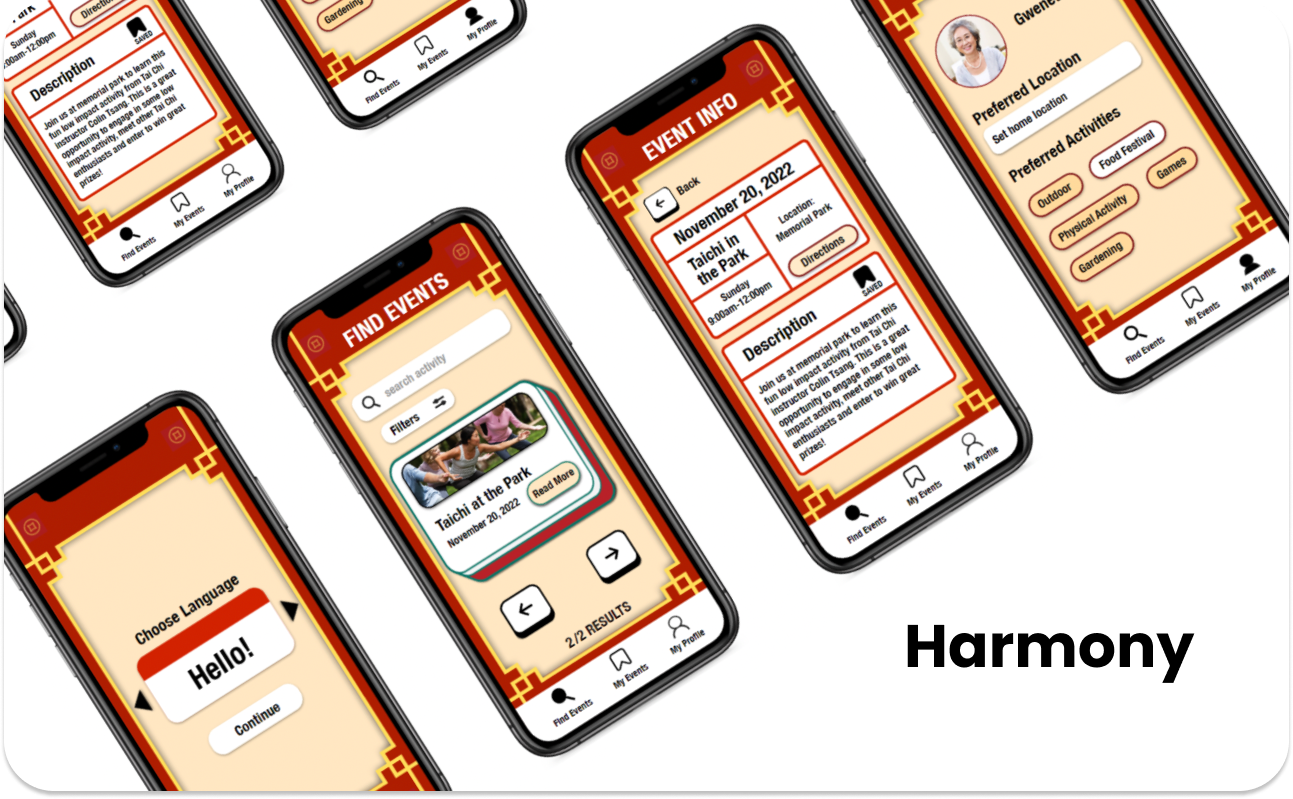 Sunday
9:00am-12:00pm
Directions
SAVED
Description
Join us at memorial park to learn this
fun low impact activity from Tai Chi
instructor Colin Tsang. This is a great
opportunity to engage in some low
impact activity, meet other Tai Chi
enthusiasts and enter to win great
prizes!
Find Events
My Events
My Profile
Gardening
Find Events
My Events
My Profile
Choose Language
Hello!
Continue
FIND EVENTS
search activity
Filters
Taichi at the Park
November 20, 2022
Read More
2/2 RESULTS
Find Events
My Events
My Profile
EVENT INFO
Back
November 20, 2022
Taichi in
the Park
Sunday
9:00am-12:00pm
Location:
Memorial Park
Directions
SAVED
Description
Join us at memorial park to learn this
fun low impact activity from Tai Chi
instructor Colin Tsang. This is a great
opportunity to engage in some low
impact activity, meet other Tai Chi
enthusiasts and enter to win great
prizes!
Find Events
My Events
My Profile
Preferred Location
Set home location
Preferred Activities
Outdoor
Food Festival
Physical Activity
Games
Gardening
Find Events
My Events
My Profile
Harmony